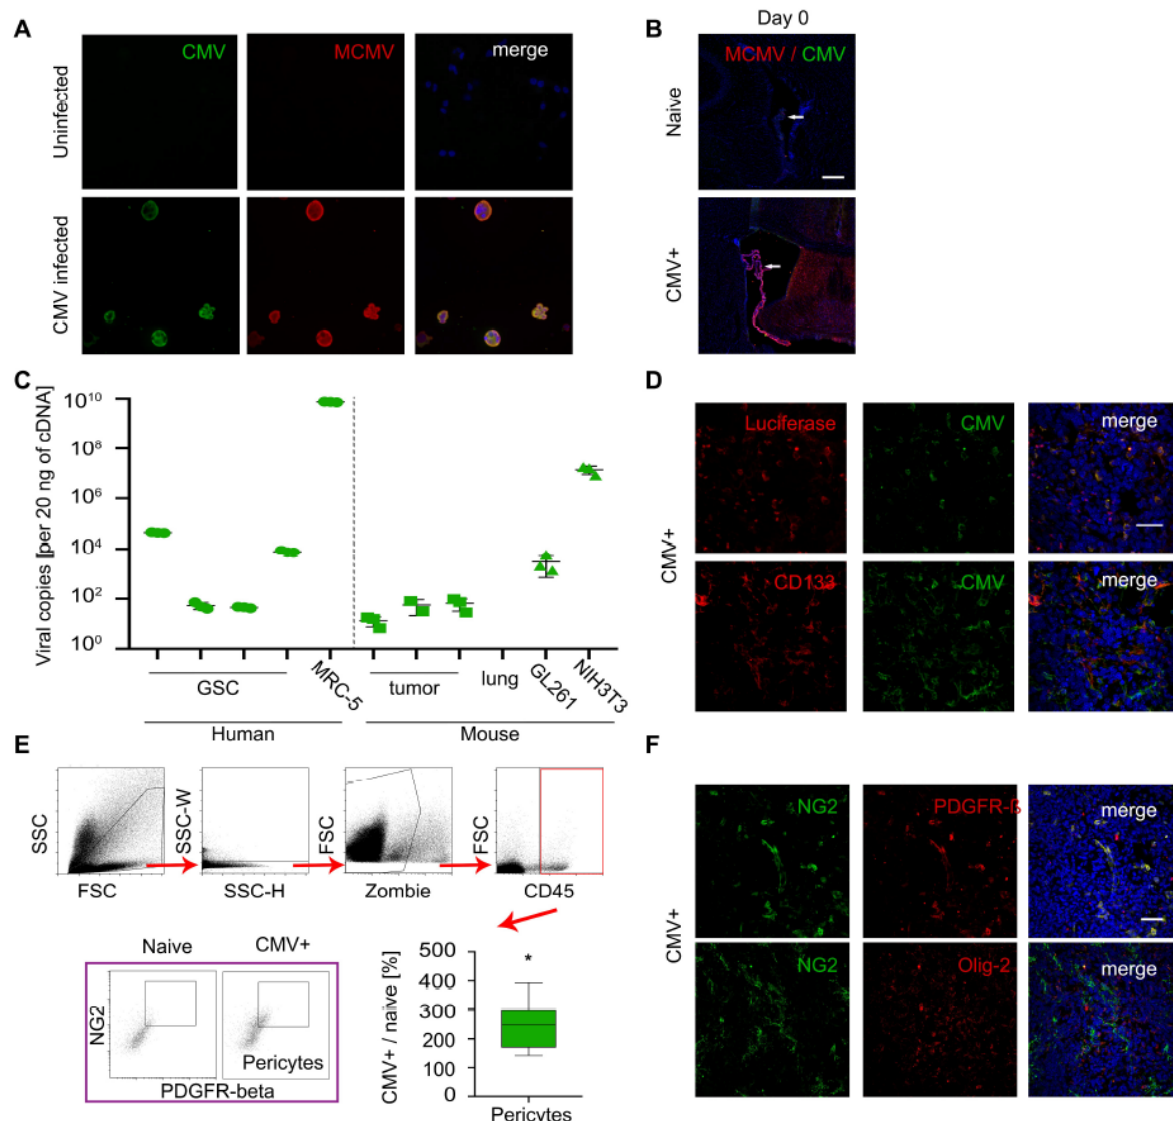 A
CMV
MCMV
merge
Uninfected
CMV infected
B
Day 0
MCMV / CMV
Naive
CMV+
C
Viral copies [per 20 ng of cDNA]
10^10
10^8
10^6
10^4
10^2
10^0
GSC
MRC-5
tumor
lung
GL261
NIH3T3
Human
Mouse
D
CMV+
Luciferase
CMV
merge
CD133
CMV
merge
E
SSC
FSC
SSC-W
SSC-H
FSC
Zombie
FSC
CD45
Naive
CMV+
NG2
Pericytes
PDGFR-beta
CMV+ / naive [%]
500
400
300
200
100
0
*
Pericytes
F
CMV+
NG2
PDGFR-ß
merge
NG2
Olig-2
merge